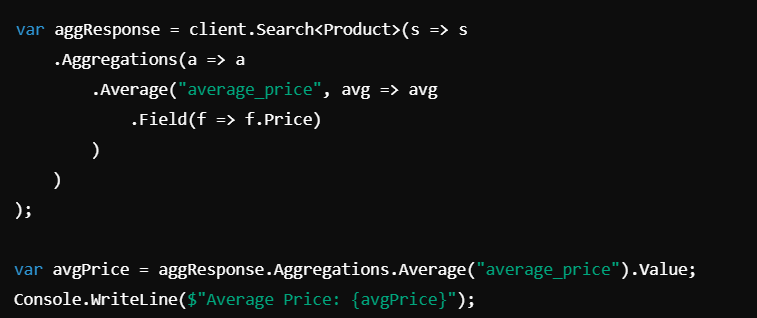 var aggResponse = client.Search<Product>(s => s
    .Aggregations(a => a
        .Average("average_price", avg => avg
            .Field(f => f.Price)
        )
    )
);

var avgPrice = aggResponse.Aggregations.Average("average_price").Value;
Console.WriteLine($"Average Price: {avgPrice}");